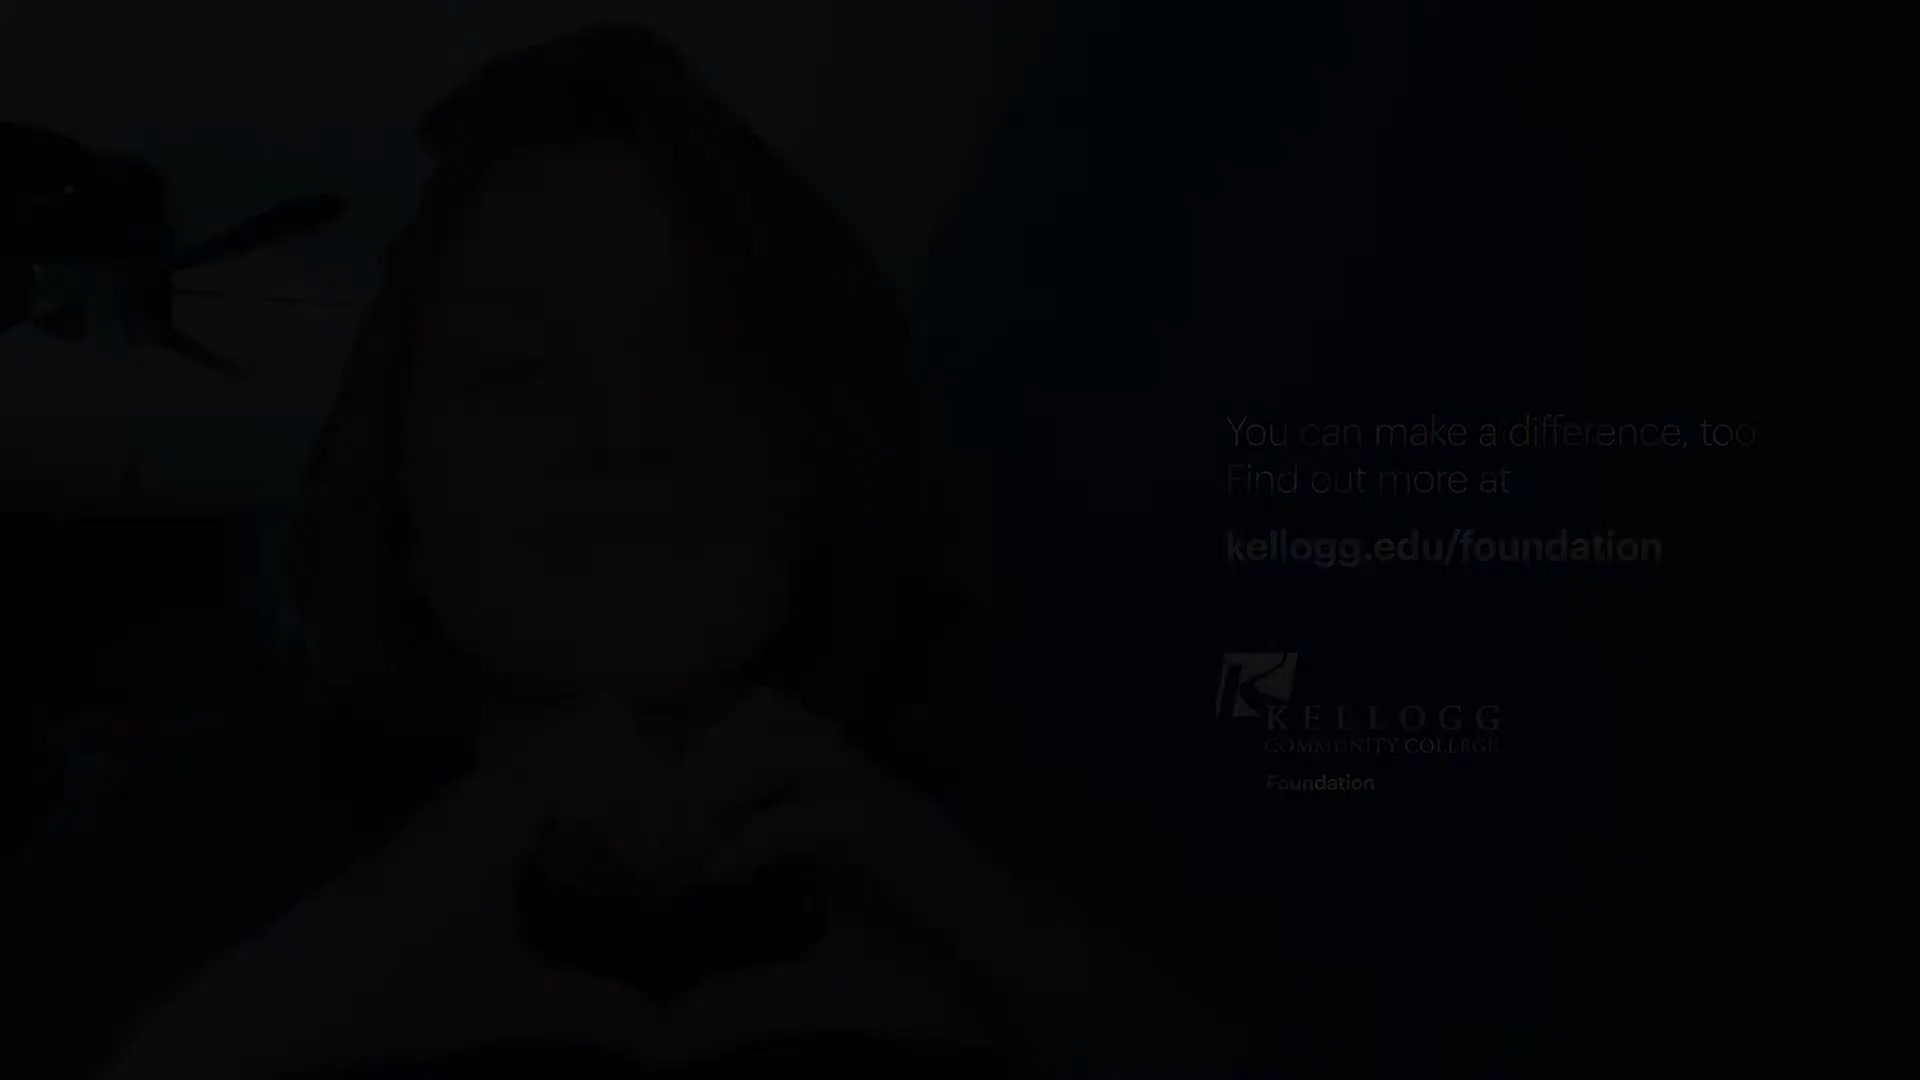 You can make a difference, too
Find out more at
kellogg.edu/foundation
KELLOGG
COMMUNITY COLLEGE
Foundation